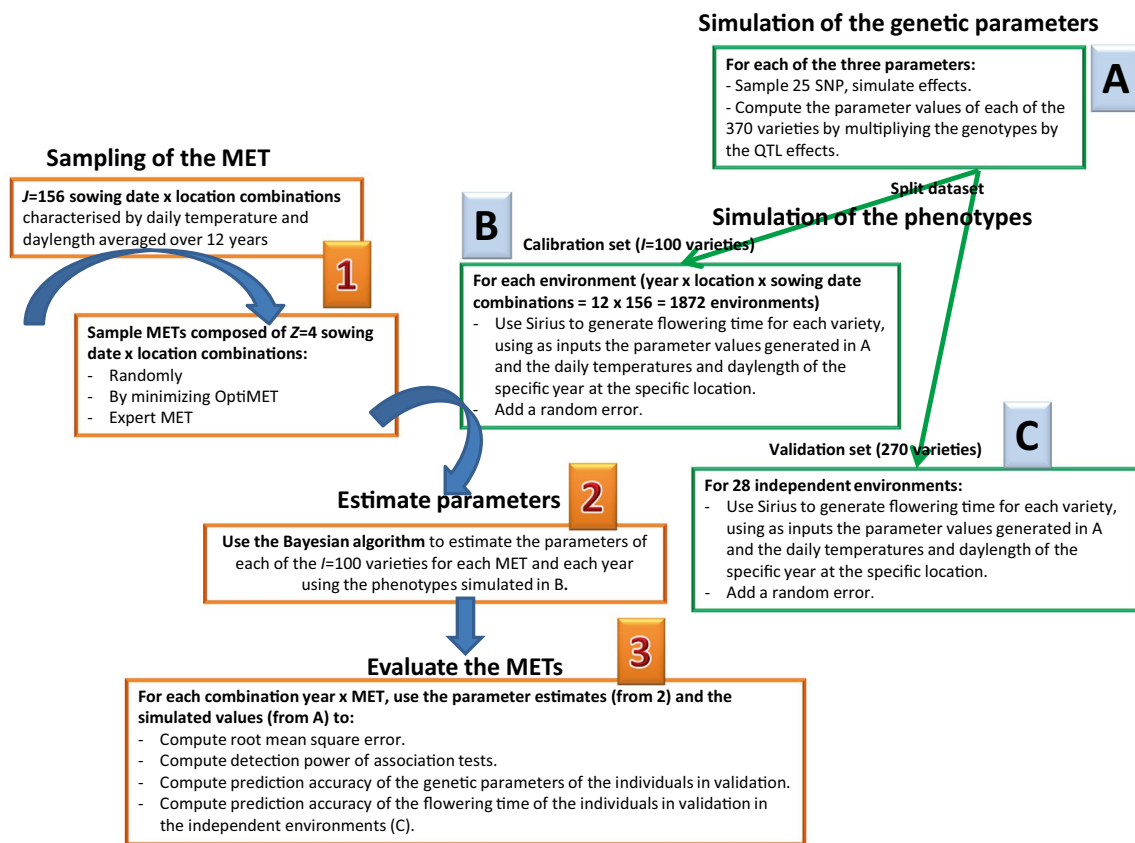 Simulation of the genetic parameters
For each of the three parameters:
- Sample 25 SNP, simulate effects.
- Compute the parameter values of each of the
370 varieties by multipliying the genotypes by
the QTL effects.
A
Sampling of the MET
J=156 sowing date x location combinations
characterised by daily temperature and
daylength averaged over 12 years
1
Sample METs composed of Z=4 sowing
date x location combinations:
- Randomly
- By minimizing OptiMET
- Expert MET
Split dataset
Simulation of the phenotypes
B
Calibration set (I=100 varieties)
For each environment (year x location x sowing date
combinations = 12 x 156 = 1872 environments)
- Use Sirius to generate flowering time for each variety,
using as inputs the parameter values generated in A
and the daily temperatures and daylength of the
specific year at the specific location.
- Add a random error.
C
Validation set (270 varieties)
For 28 independent environments:
- Use Sirius to generate flowering time for each variety,
using as inputs the parameter values generated in A
and the daily temperatures and daylength of the
specific year at the specific location.
- Add a random error.
Estimate parameters
2
Use the Bayesian algorithm to estimate the parameters of
each of the I=100 varieties for each MET and each year
using the phenotypes simulated in B.
Evaluate the METs
3
For each combination year x MET, use the parameter estimates (from 2) and the
simulated values (from A) to:
- Compute root mean square error.
- Compute detection power of association tests.
- Compute prediction accuracy of the genetic parameters of the individuals in validation.
- Compute prediction accuracy of the flowering time of the individuals in validation in
the independent environments (C).